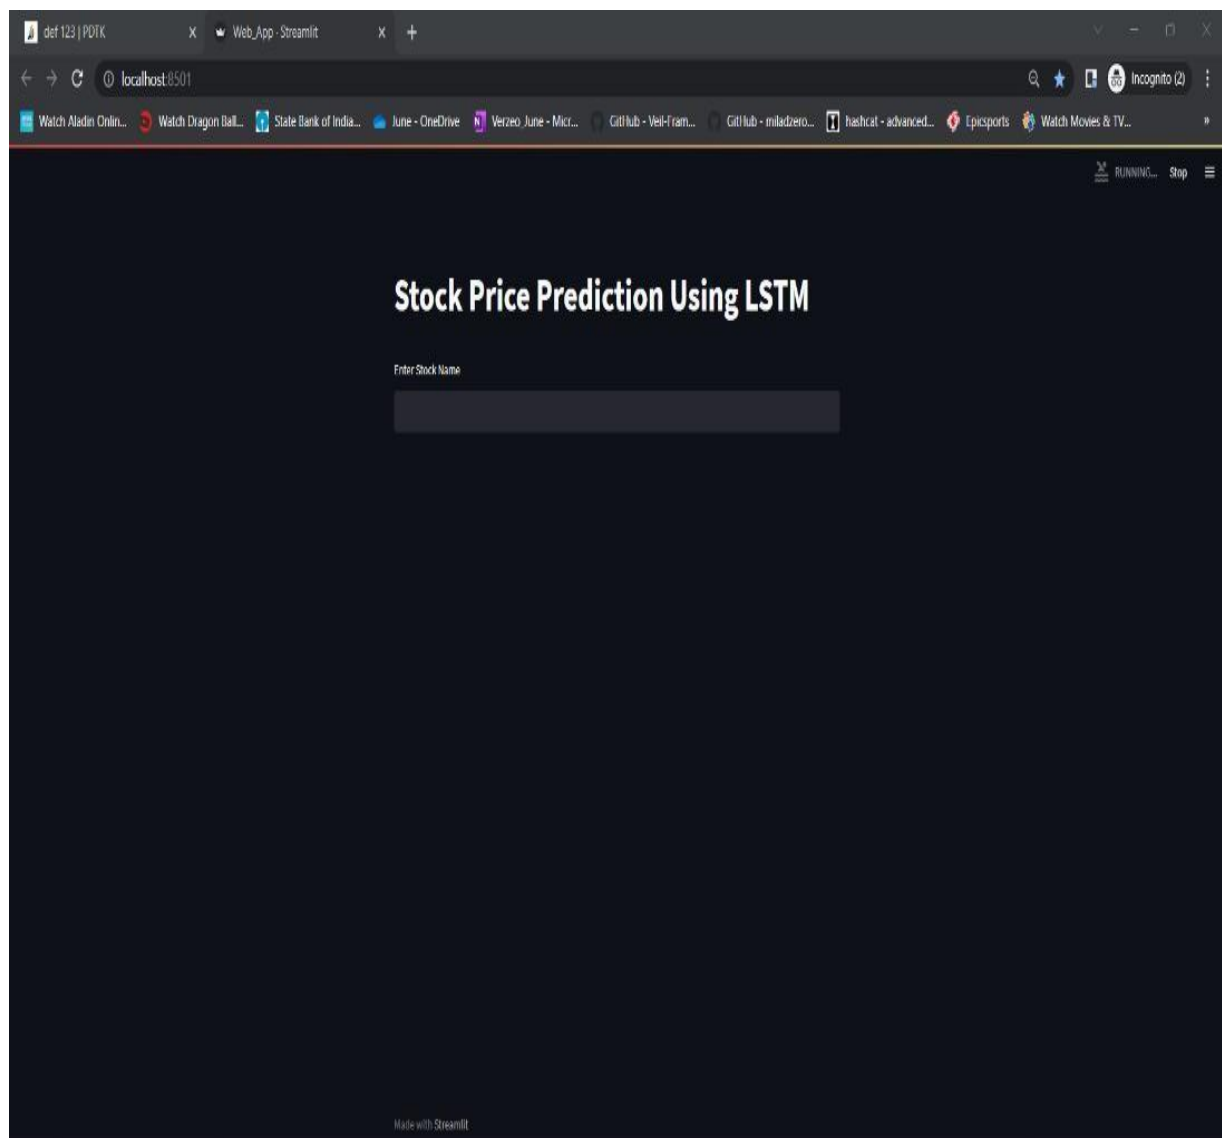 def 123 | PDTK
Web_App · Streamlit
localhost:8501
Incognito (2)
Watch Aladin Onlin... Watch Dragon Ball... State Bank of India... June - OneDrive Verzeo_June - Micr... GitHub - Veil-Fram... GitHub - miladzero... hashcat - advanced... Epicsports Watch Movies & TV... »
RUNNING... Stop
Stock Price Prediction Using LSTM
Enter Stock Name
Made with Streamlit